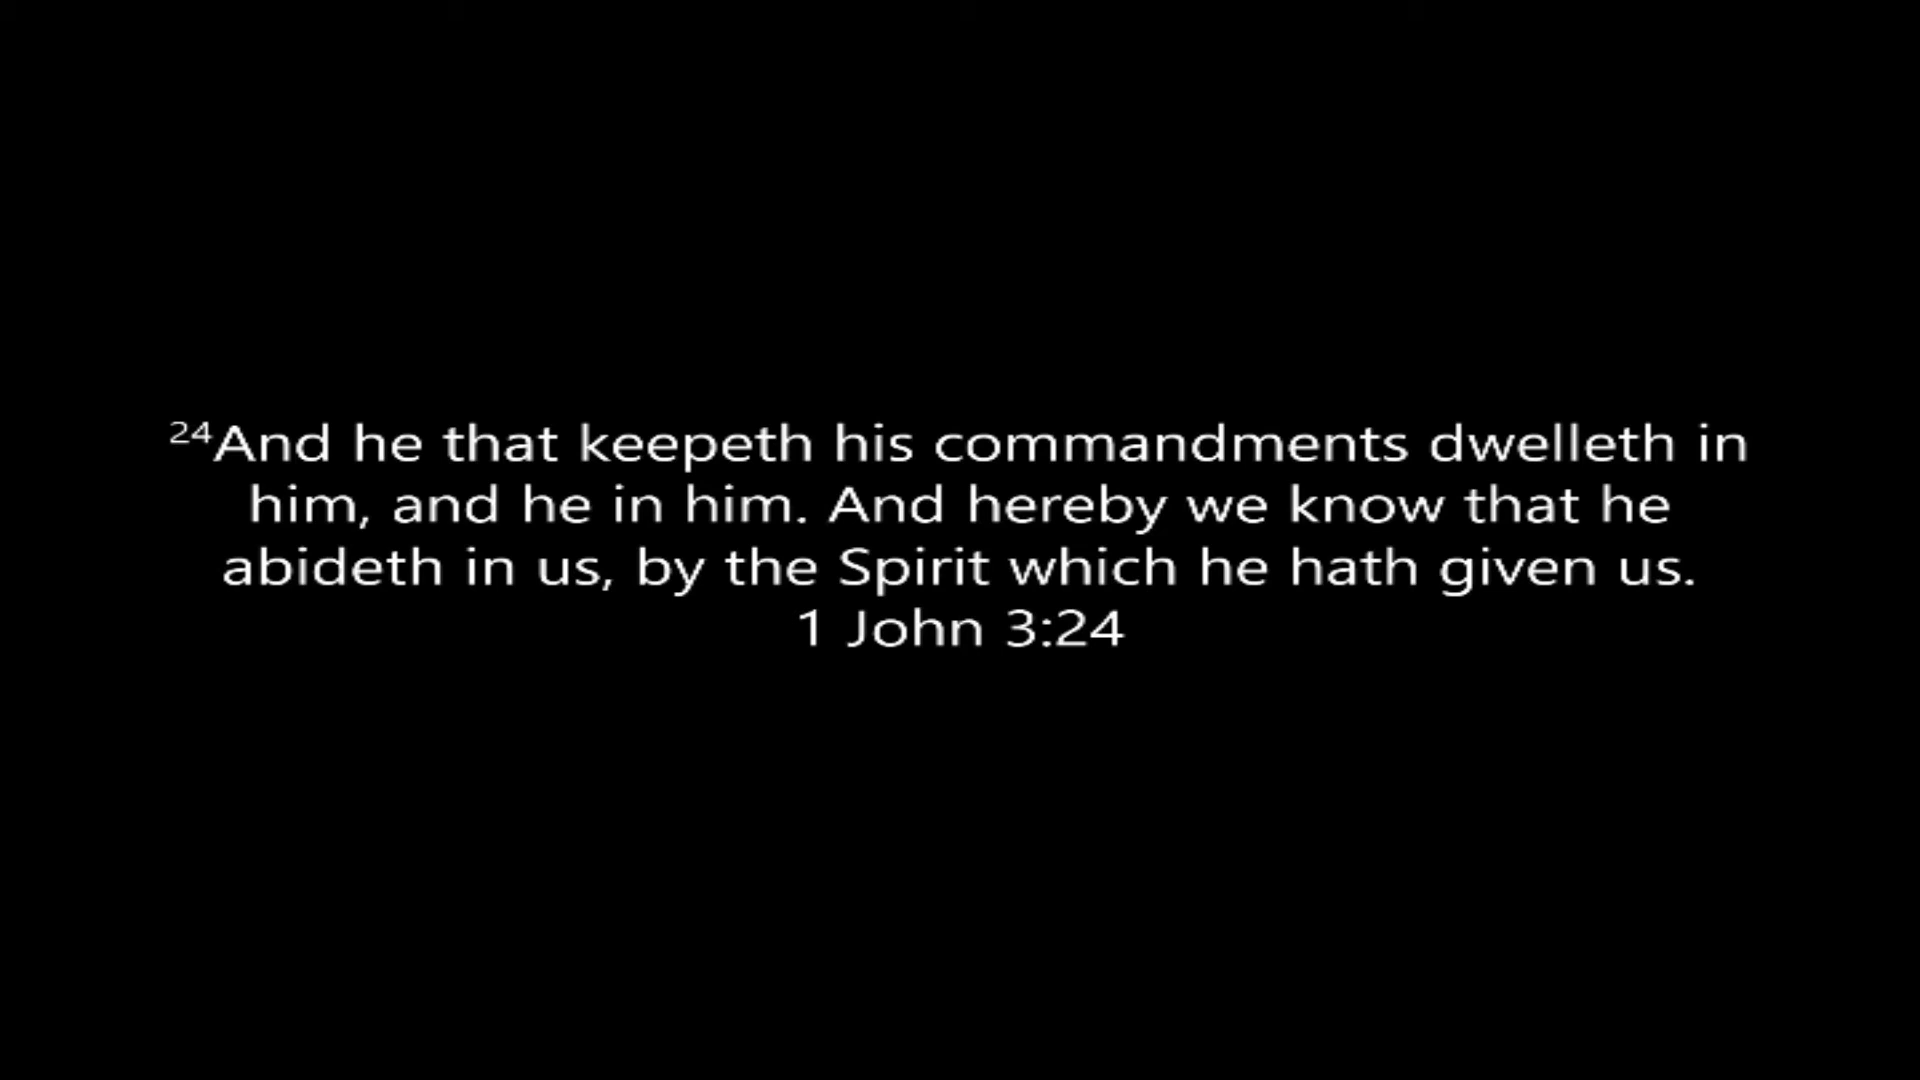 ²⁴And he that keepeth his commandments dwelleth in
him, and he in him. And hereby we know that he
abideth in us, by the Spirit which he hath given us.
1 John 3:24